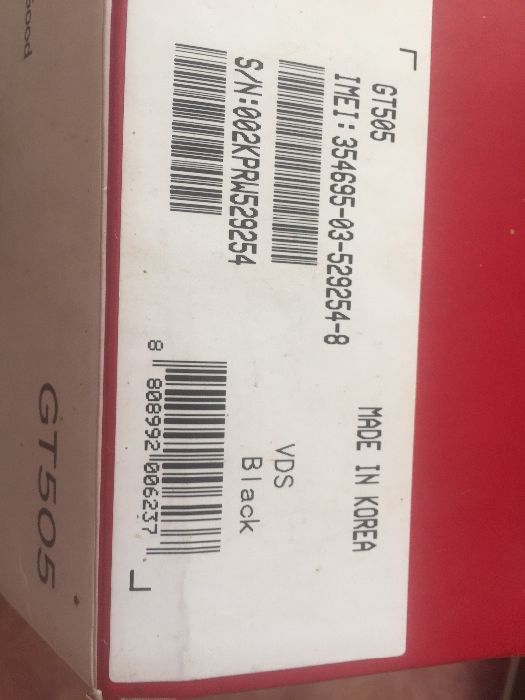 GT505
IMEI:354695-03-529254-8
MADE IN KOREA
S/N:002KPRW529254
VDS
Black
8 808992 006237
GT505